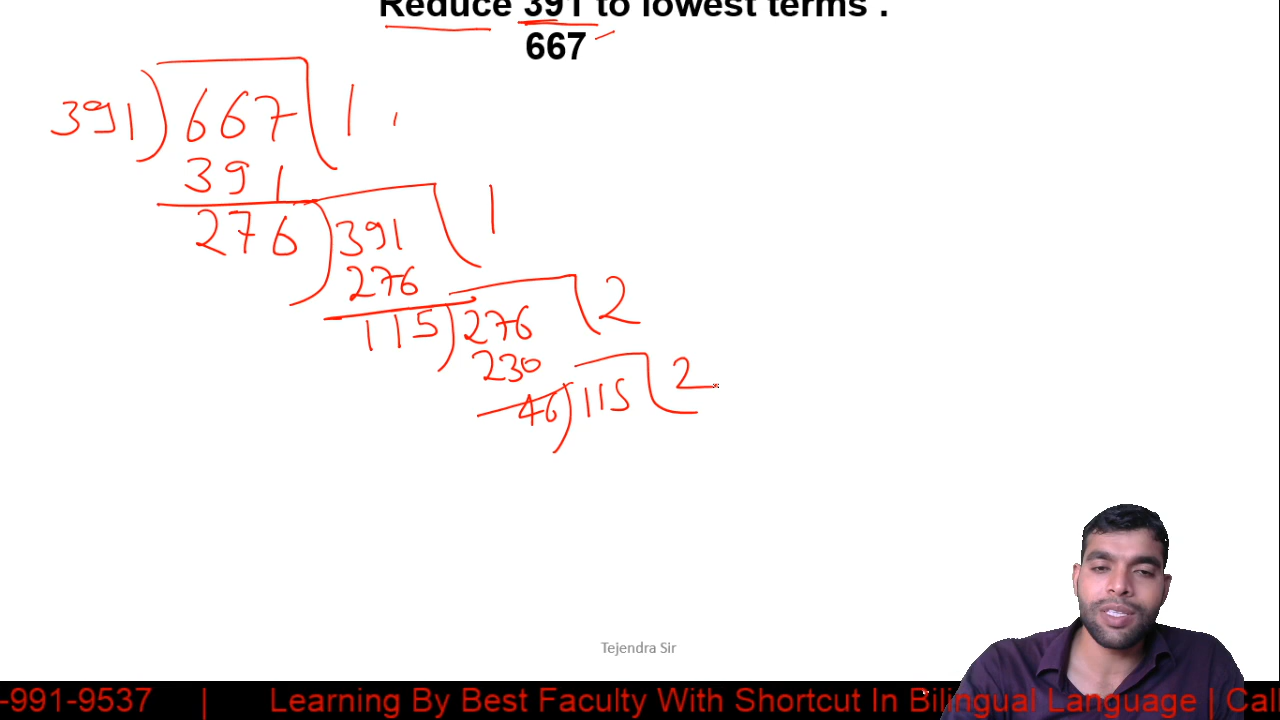 Reduce 391 to lowest terms .
667
391) 667 ( 1
391
276) 391 ( 1
276
115) 276 ( 2
230
46) 115 ( 2
Tejendra Sir
-991-9537 | Learning By Best Faculty With Shortcut In Bilingual Language | Cal